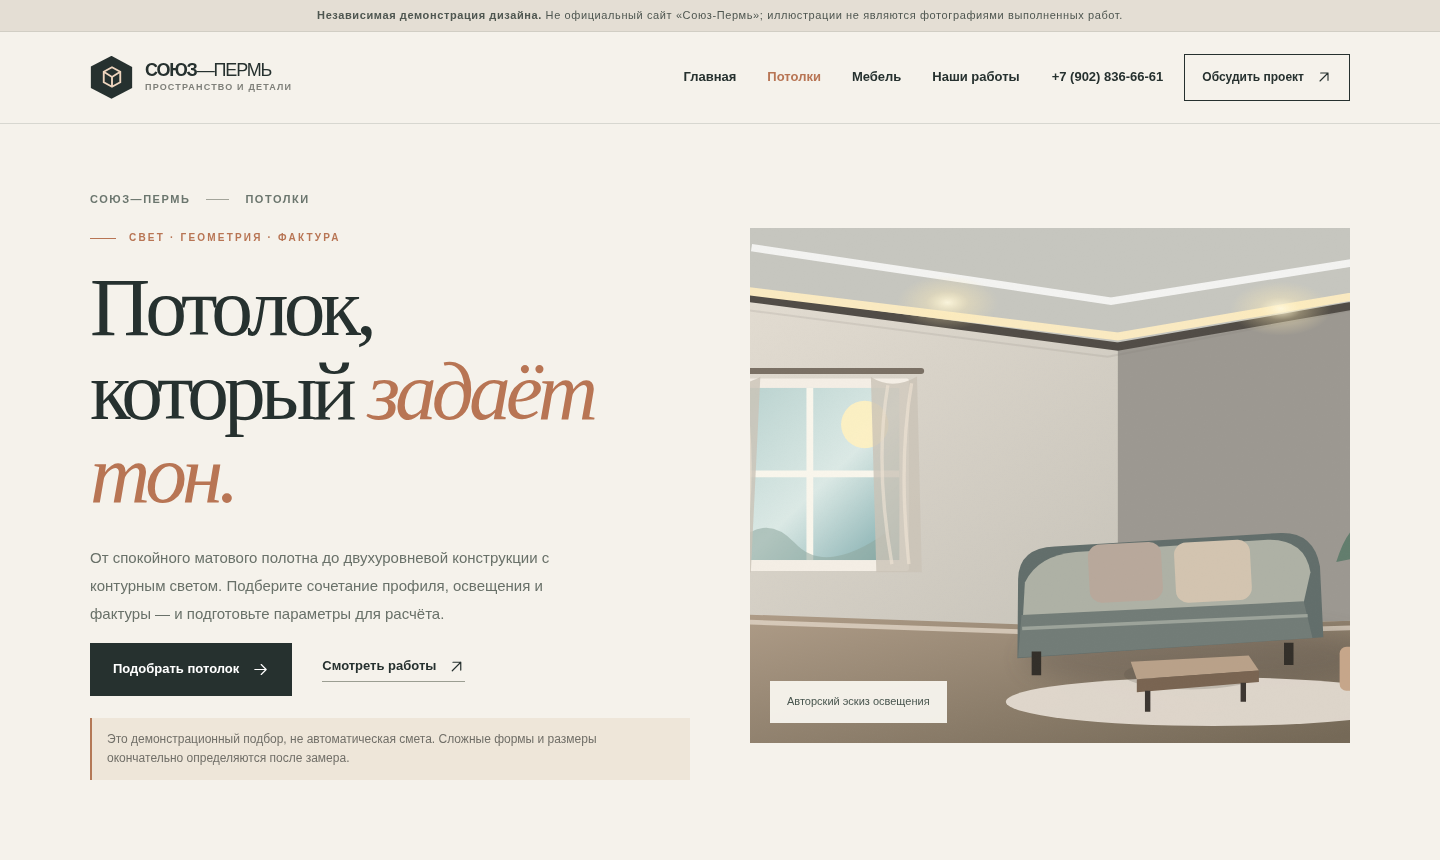 Независимая демонстрация дизайна. Не официальный сайт «Союз-Пермь»; иллюстрации не являются фотографиями выполненных работ.
СОЮЗ—ПЕРМЬ
ПРОСТРАНСТВО И ДЕТАЛИ
Главная
Потолки
Мебель
Наши работы
+7 (902) 836-66-61
Обсудить проект
СОЮЗ—ПЕРМЬ — ПОТОЛКИ
СВЕТ · ГЕОМЕТРИЯ · ФАКТУРА
Потолок,
который задаёт
тон.
От спокойного матового полотна до двухуровневой конструкции с
контурным светом. Подберите сочетание профиля, освещения и
фактуры — и подготовьте параметры для расчёта.
Подобрать потолок
Смотреть работы
Это демонстрационный подбор, не автоматическая смета. Сложные формы и размеры
окончательно определяются после замера.
Авторский эскиз освещения